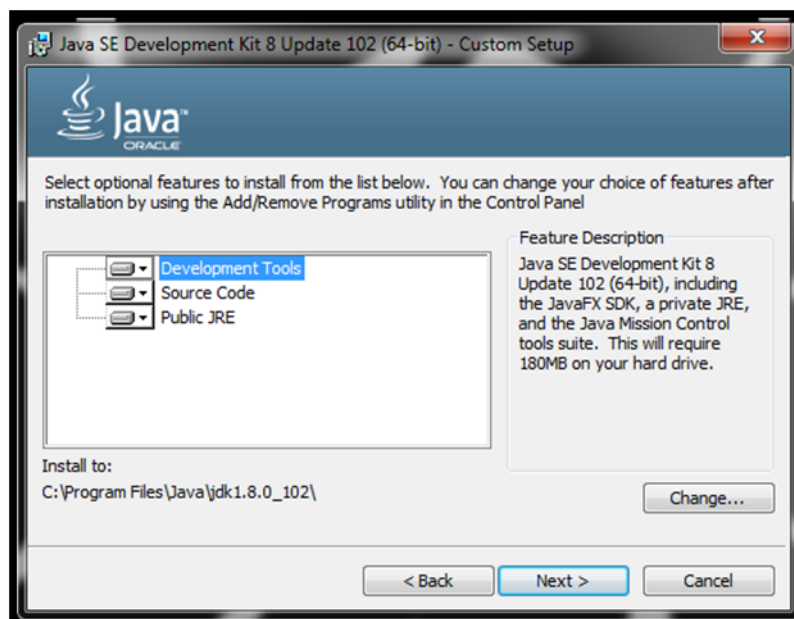 Java SE Development Kit 8 Update 102 (64-bit) - Custom Setup
Java™
ORACLE
Select optional features to install from the list below. You can change your choice of features after
installation by using the Add/Remove Programs utility in the Control Panel
Development Tools
Source Code
Public JRE
Feature Description
Java SE Development Kit 8
Update 102 (64-bit), including
the JavaFX SDK, a private JRE,
and the Java Mission Control
tools suite. This will require
180MB on your hard drive.
Install to:
C:\Program Files\Java\jdk1.8.0_102\
Change...
< Back
Next >
Cancel